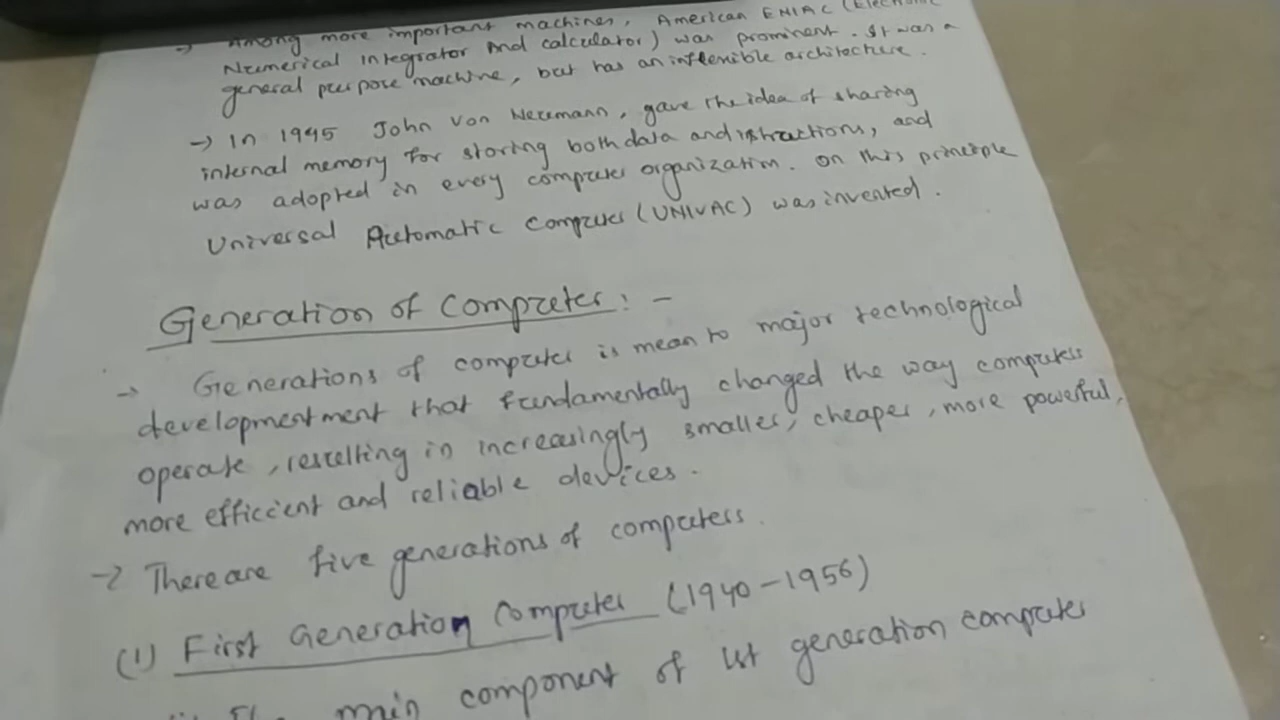 → Among more important machines, American ENIAC (Electronic
Numerical Integrator And calculator) was prominent. It was a
general purpose machine, but has an inflexible architecture.
→ In 1945 John Von Neumann, gave the idea of sharing
internal memory for storing both data and istructions, and
was adopted in every computer organization. On this principle
Universal Automatic Computer (UNIVAC) was invented.
Generation of Computer: -
→ Generations of computer is mean to major technological
developmentment that fundamentally changed the way computers
operate, resulting in increasingly smaller, cheaper, more powerful,
more efficient and reliable devices.
→ There are five generations of computers.
(1) First Generation Computer (1940-1956)
main component of 1st generation computer